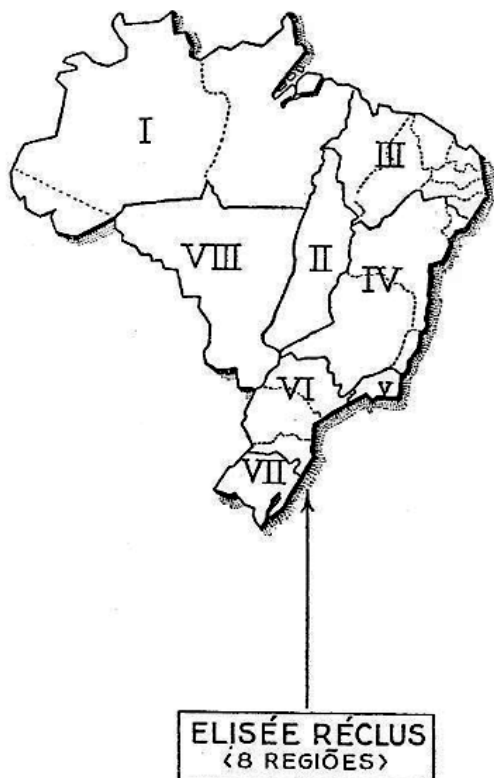 I
III
VIII
II
IV
VI
V
VII
ELISÉE RÉCLUS
<8 REGIÕES>